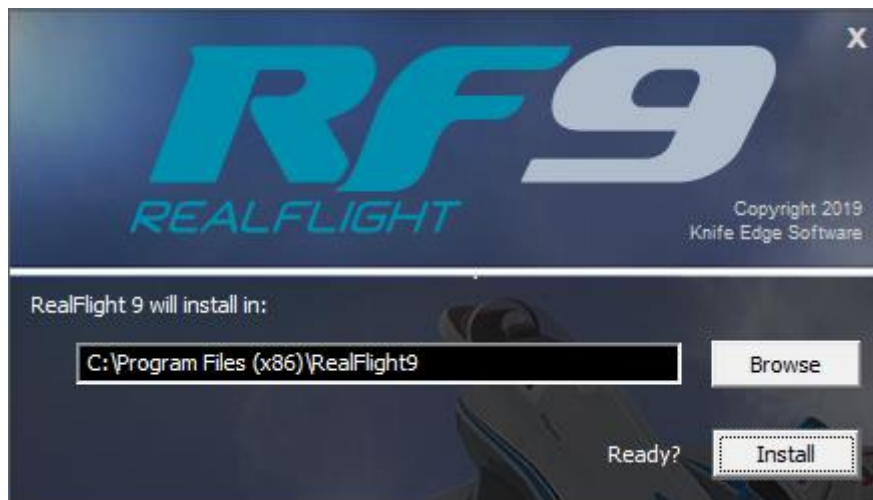 X
RF9
REALFLIGHT
Copyright 2019
Knife Edge Software
RealFlight 9 will install in:
C:\Program Files (x86)\RealFlight9
Browse
Ready?
Install